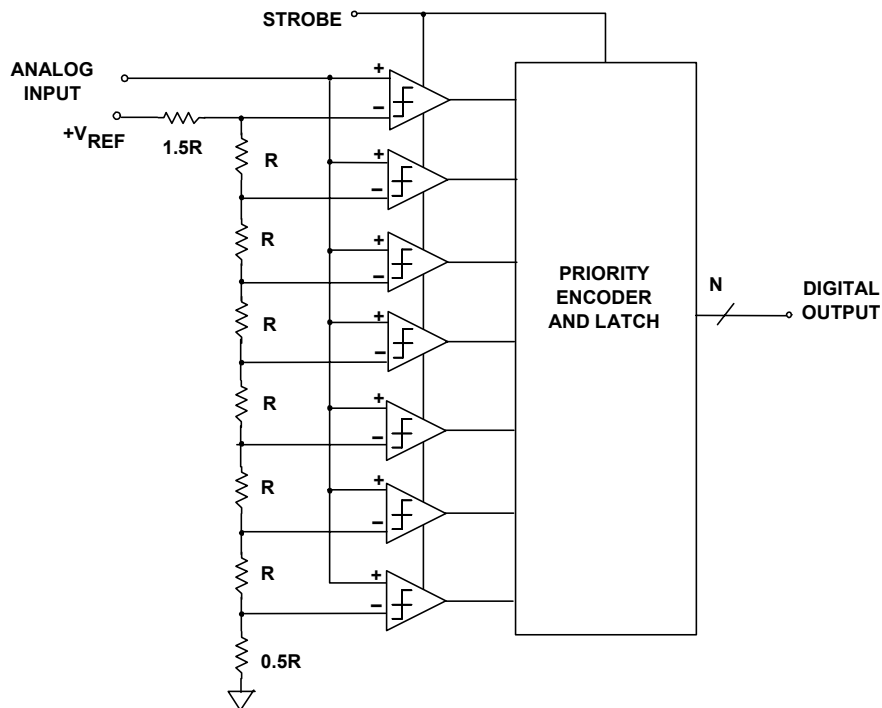 STROBE
ANALOG
INPUT
+VREF
1.5R
+
−
R
+
−
R
+
−
R
+
−
R
+
−
R
+
−
R
+
−
0.5R
PRIORITY
ENCODER
AND LATCH
N
DIGITAL
OUTPUT